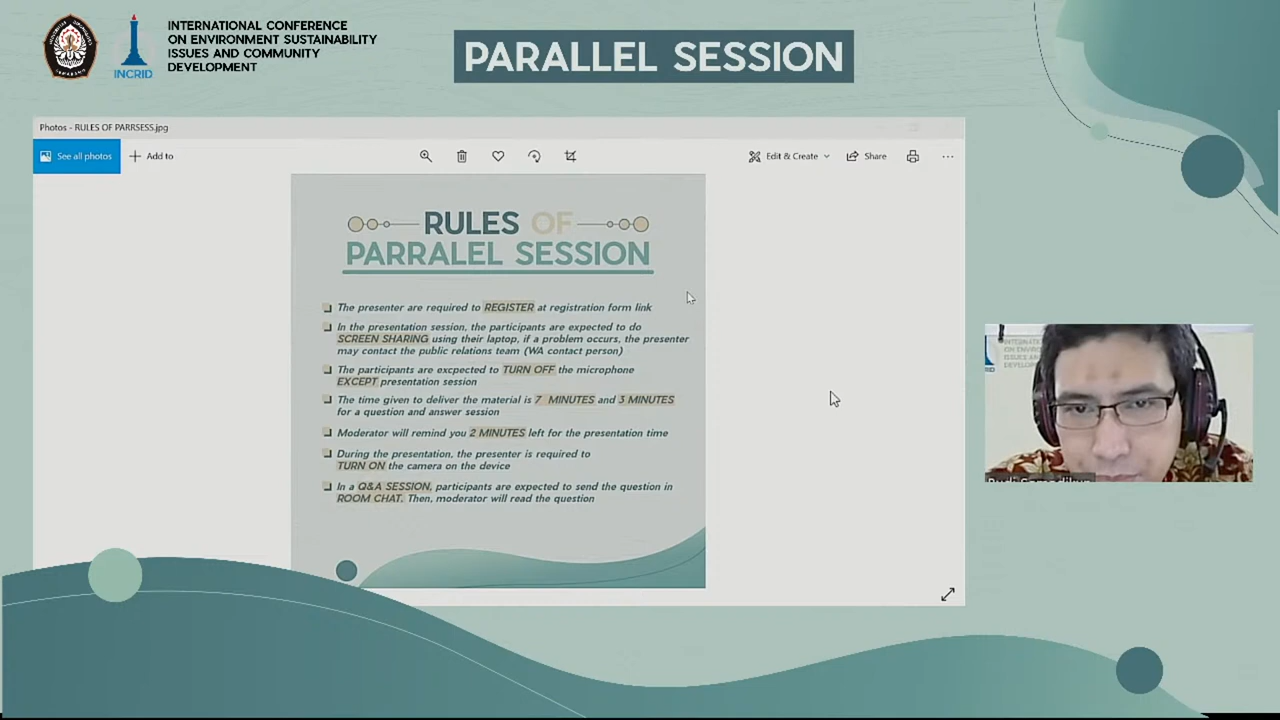 INTERNATIONAL CONFERENCE
ON ENVIRONMENT SUSTAINABILITY
ISSUES AND COMMUNITY
DEVELOPMENT
INCRID
PARALLEL SESSION
Photos - RULES OF PARRSESS.jpg
See all photos
Add to
Edit & Create
Share
RULES OF
PARRALEL SESSION
The presenter are required to REGISTER at registration form link
In the presentation session, the participants are expected to do
SCREEN SHARING using their laptop, if a problem occurs, the presenter
may contact the public relations team (WA contact person)
The participants are excpected to TURN OFF the microphone
EXCEPT presentation session
The time given to deliver the material is 7 MINUTES and 3 MINUTES
for a question and answer session
Moderator will remind you 2 MINUTES left for the presentation time
During the presentation, the presenter is required to
TURN ON the camera on the device
In a Q&A SESSION, participants are expected to send the question in
ROOM CHAT. Then, moderator will read the question